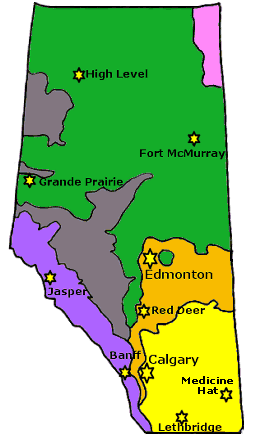 High Level
Fort McMurray
Grande Prairie
Edmonton
Jasper
Red Deer
Banff
Calgary
Medicine
Hat
Lethbridge